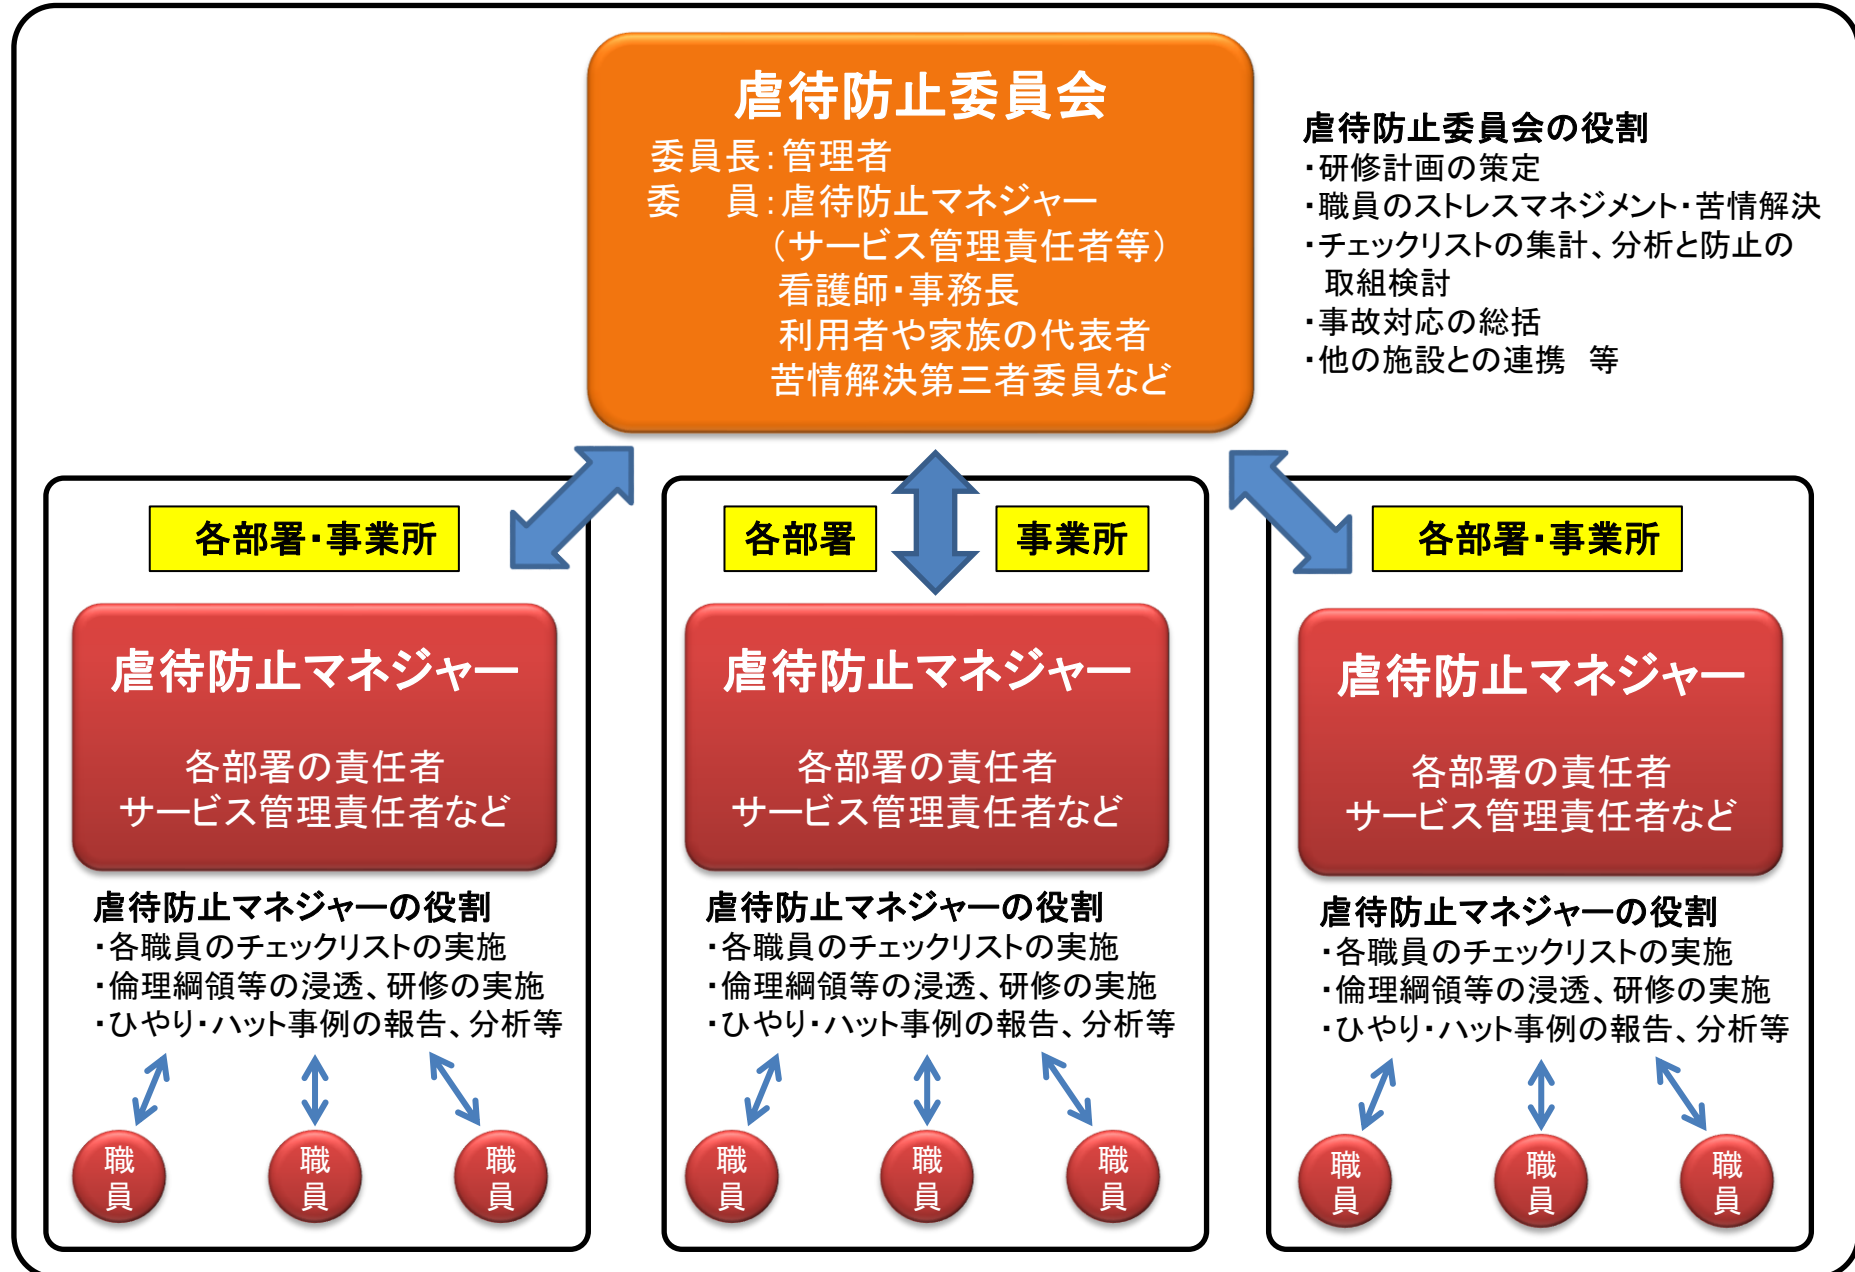 虐待防止委員会
委員長：管理者
委　員：虐待防止マネジャー
（サービス管理責任者等）
看護師・事務長
利用者や家族の代表者
苦情解決第三者委員など
虐待防止委員会の役割
・研修計画の策定
・職員のストレスマネジメント・苦情解決
・チェックリストの集計、分析と防止の
取組検討
・事故対応の総括
・他の施設との連携　等
各部署・事業所
虐待防止マネジャー
各部署の責任者
サービス管理責任者など
虐待防止マネジャーの役割
・各職員のチェックリストの実施
・倫理綱領等の浸透、研修の実施
・ひやり・ハット事例の報告、分析等
職
員
職
員
職
員
各部署
事業所
虐待防止マネジャー
各部署の責任者
サービス管理責任者など
虐待防止マネジャーの役割
・各職員のチェックリストの実施
・倫理綱領等の浸透、研修の実施
・ひやり・ハット事例の報告、分析等
職
員
職
員
職
員
各部署・事業所
虐待防止マネジャー
各部署の責任者
サービス管理責任者など
虐待防止マネジャーの役割
・各職員のチェックリストの実施
・倫理綱領等の浸透、研修の実施
・ひやり・ハット事例の報告、分析等
職
員
職
員
職
員